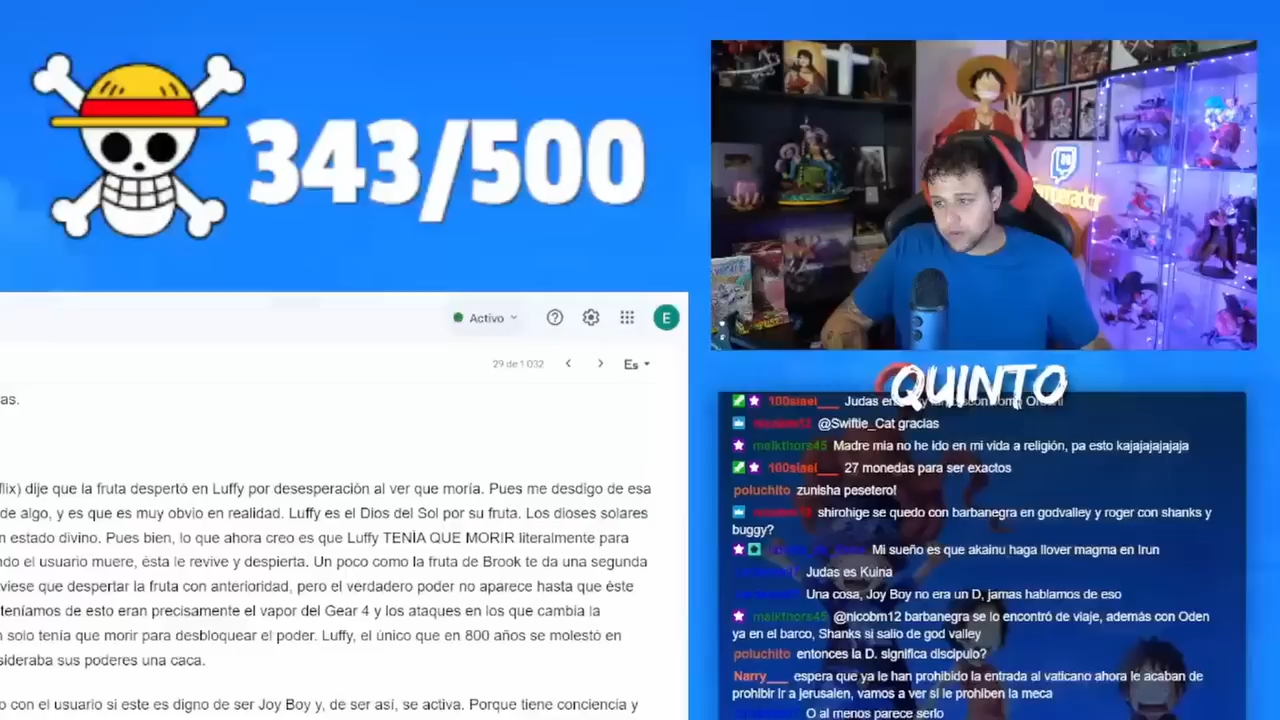 343/500
Activo
E
29 de 1 032
Es
as.
flix) dije que la fruta despertó en Luffy por desesperación al ver que moría. Pues me desdigo de esa
de algo, y es que es muy obvio en realidad. Luffy es el Dios del Sol por su fruta. Los dioses solares
n estado divino. Pues bien, lo que ahora creo es que Luffy TENÍA QUE MORIR literalmente para
ndo el usuario muere, ésta le revive y despierta. Un poco como la fruta de Brook te da una segunda
viese que despertar la fruta con anterioridad, pero el verdadero poder no aparece hasta que éste
teníamos de esto eran precisamente el vapor del Gear 4 y los ataques en los que cambía la
n solo tenía que morir para desbloquear el poder. Luffy, el único que en 800 años se molestó en
sideraba sus poderes una caca.
o con el usuario si este es digno de ser Joy Boy y, de ser así, se activa. Porque tiene conciencia y
QUINTO
Judas
@Swiftie_Cat gracias
melkthors45 Madre mia no he ido en mi vida a religión, pa esto kajajajajajaja
27 monedas para ser exactos
poluchito zunisha pesetero!
nicobm12 shirohige se quedo con barbanegra en godvalley y roger con shanks y
buggy?
Mi sueño es que akainu haga llover magma en Irun
Judas es Kuina
Una cosa, Joy Boy no era un D, jamas hablamos de eso
melkthors45 @nicobm12 barbanegra se lo encontró de viaje, además con Oden
ya en el barco, Shanks si salio de god valley
poluchito entonces la D. significa discipulo?
Narry___ espera que ya le han prohibido la entrada al vaticano ahora le acaban de
prohibir ir a jerusalen, vamos a ver si le prohiben la meca
O al menos parece serlo